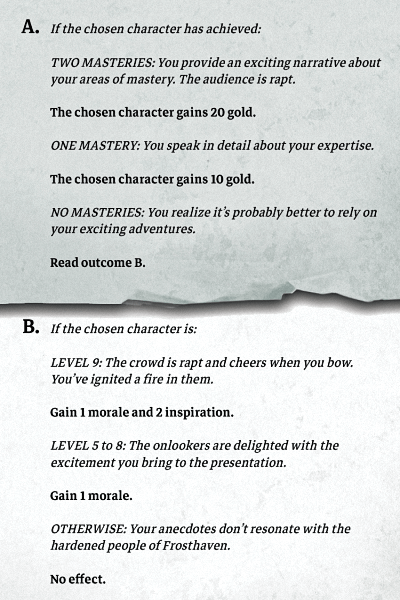 A. If the chosen character has achieved:
TWO MASTERIES: You provide an exciting narrative about
your areas of mastery. The audience is rapt.
The chosen character gains 20 gold.
ONE MASTERY: You speak in detail about your expertise.
The chosen character gains 10 gold.
NO MASTERIES: You realize it's probably better to rely on
your exciting adventures.
Read outcome B.
B. If the chosen character is:
LEVEL 9: The crowd is rapt and cheers when you bow.
You've ignited a fire in them.
Gain 1 morale and 2 inspiration.
LEVEL 5 to 8: The onlookers are delighted with the
excitement you bring to the presentation.
Gain 1 morale.
OTHERWISE: Your anecdotes don't resonate with the
hardened people of Frosthaven.
No effect.